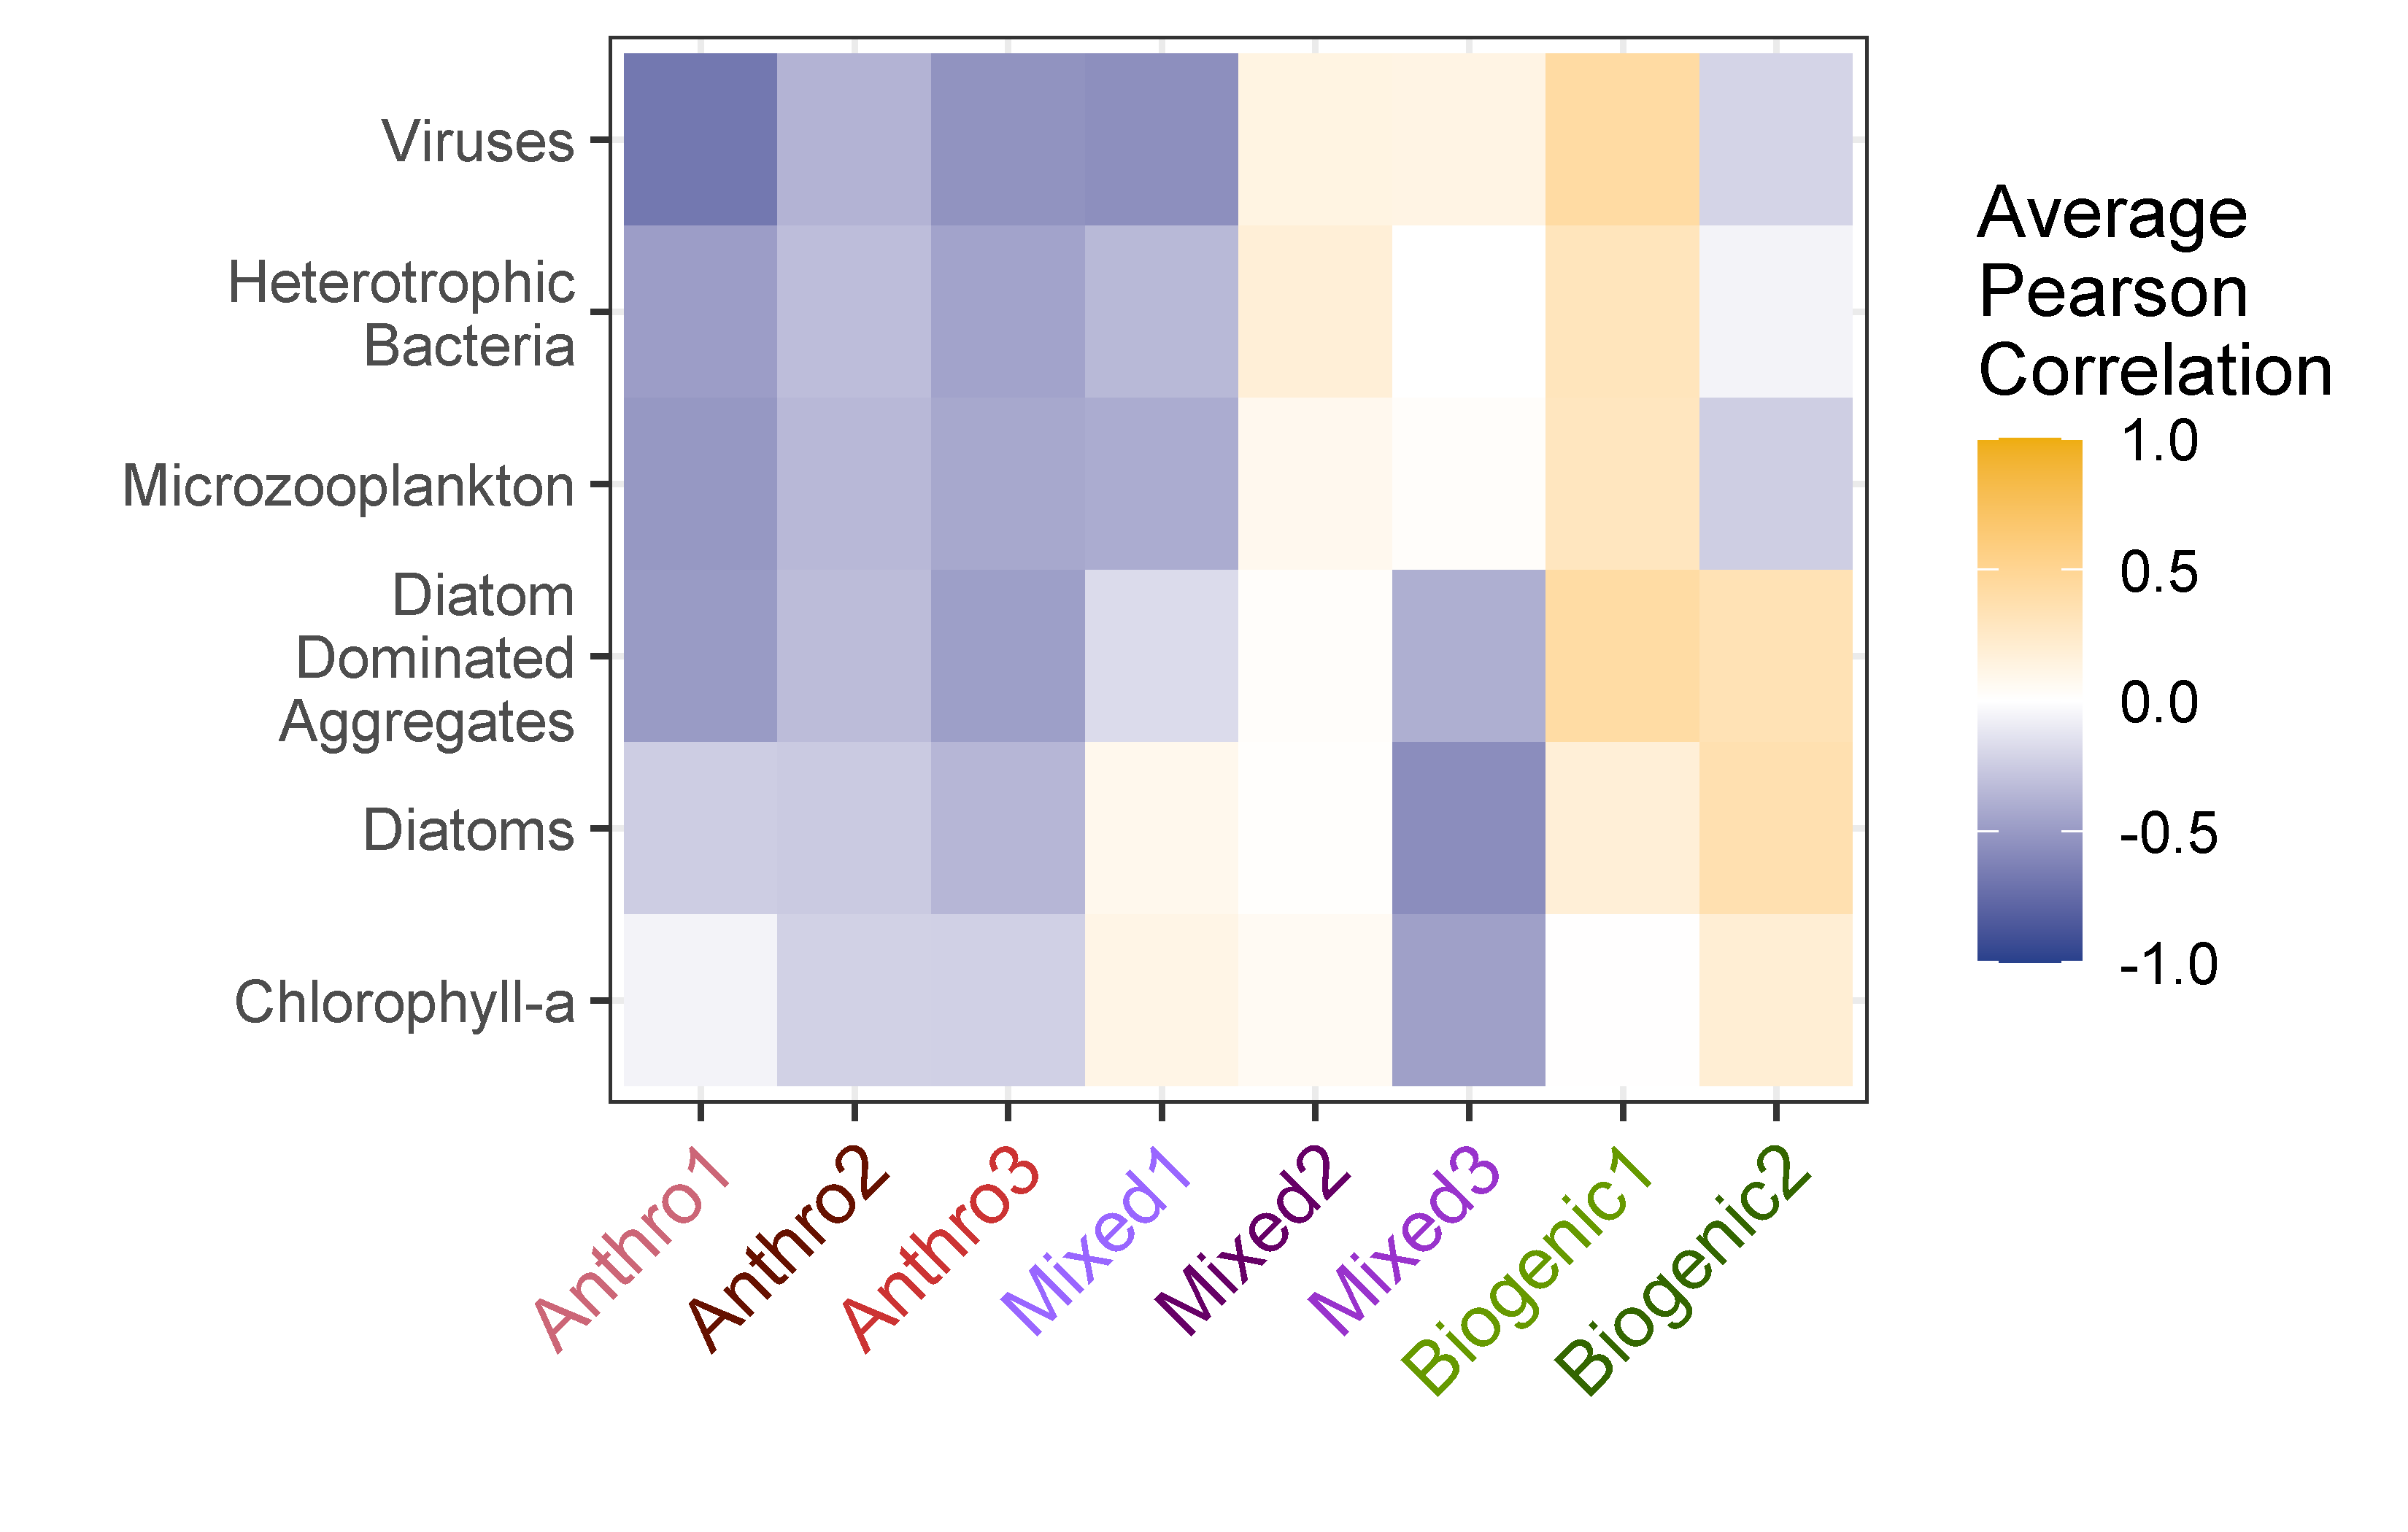 Viruses
Heterotrophic
Bacteria
Microzooplankton
Diatom
Dominated
Aggregates
Diatoms
Chlorophyll-a
Anthro1
Anthro2
Anthro3
Mixed1
Mixed2
Mixed3
Biogenic1
Biogenic2
Average
Pearson
Correlation
1.0
0.5
0.0
-0.5
-1.0